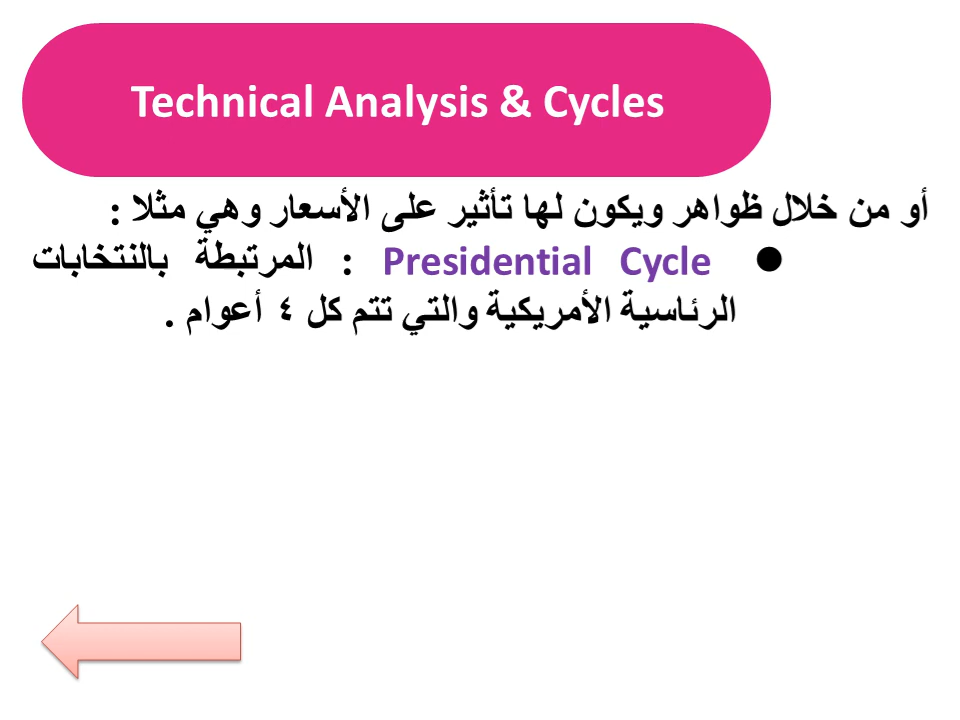 Technical Analysis & Cycles
أو من خلال ظواهر ويكون لها تأثير على الأسعار وهي مثلا :
● Presidential Cycle : المرتبطة بالنتخابات
الرئاسية الأمريكية والتي تتم كل ٤ أعوام .